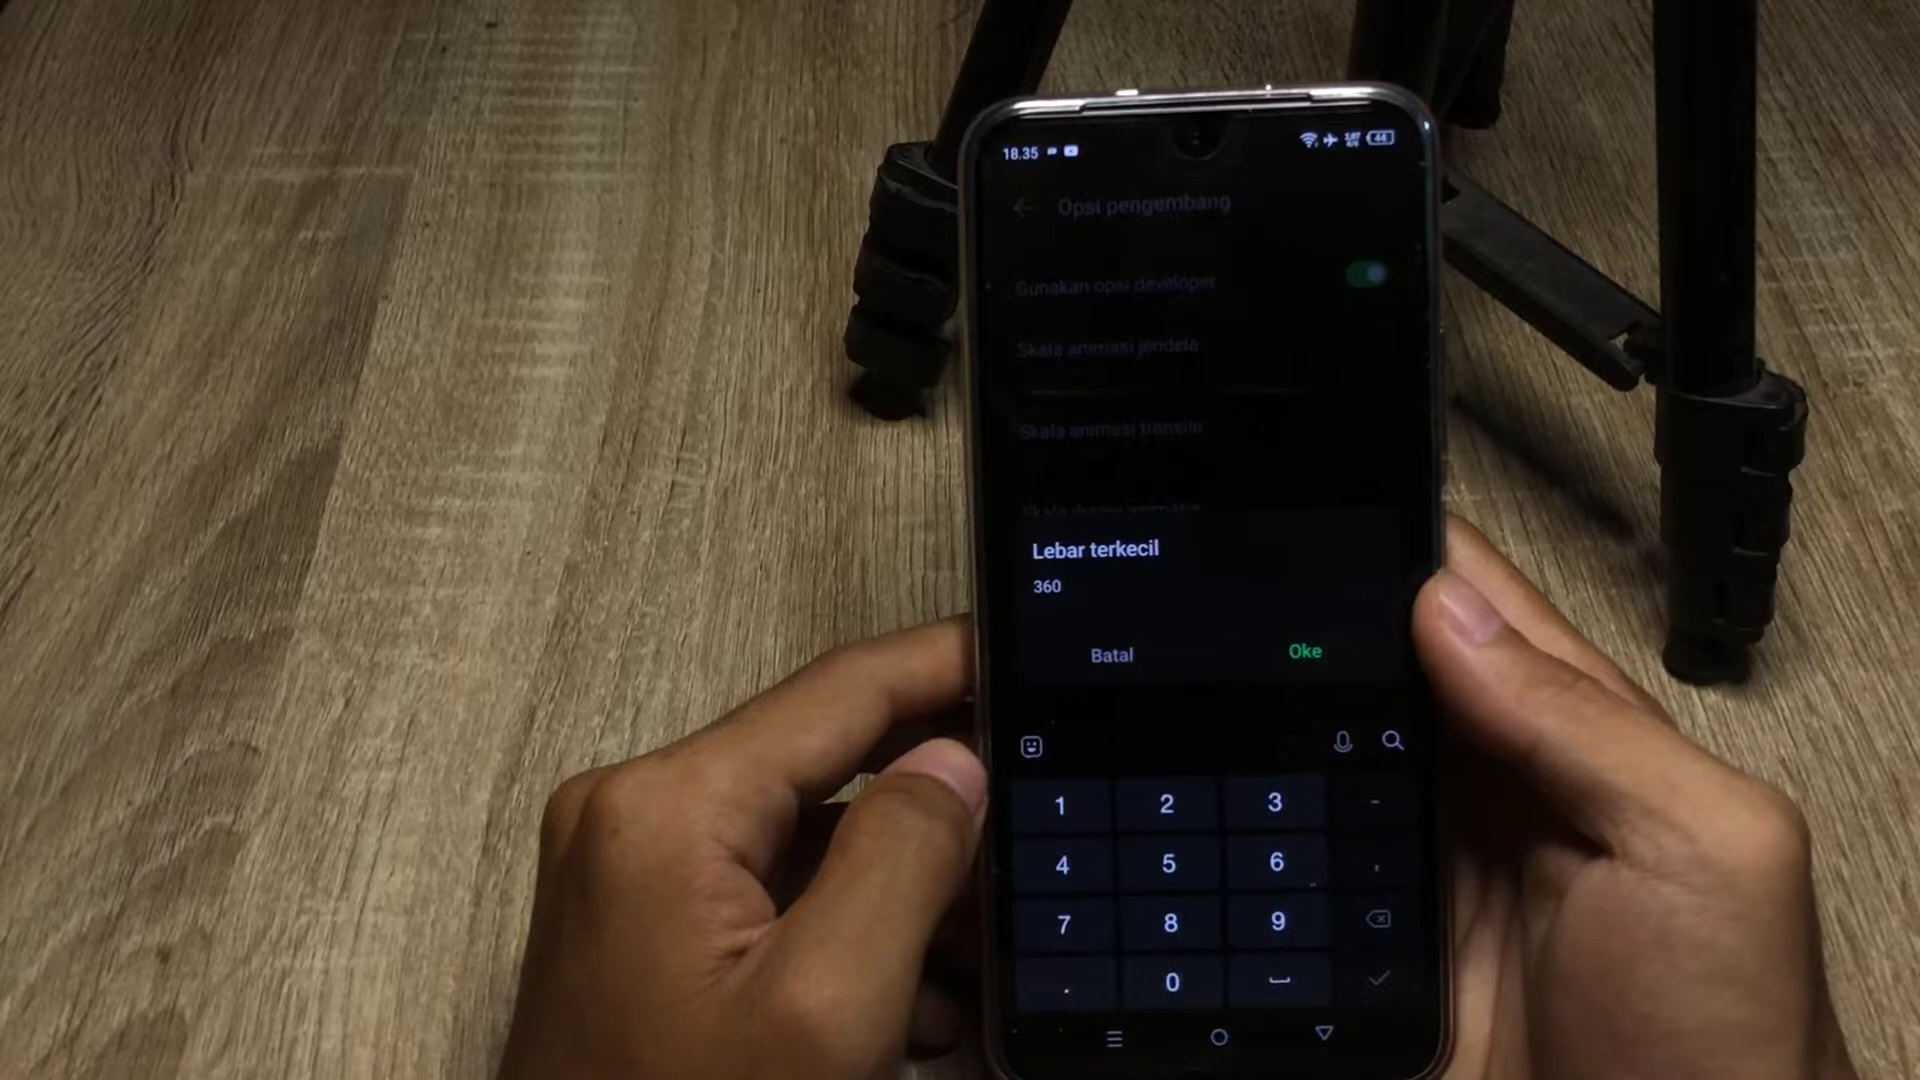 18.35
44
Opsi pengembang
Gunakan opsi developer
Skala animasi jendela
Skala animasi transisi
Lebar terkecil
360
Batal
Oke
1 2 3 -
4 5 6 ,
7 8 9
. 0